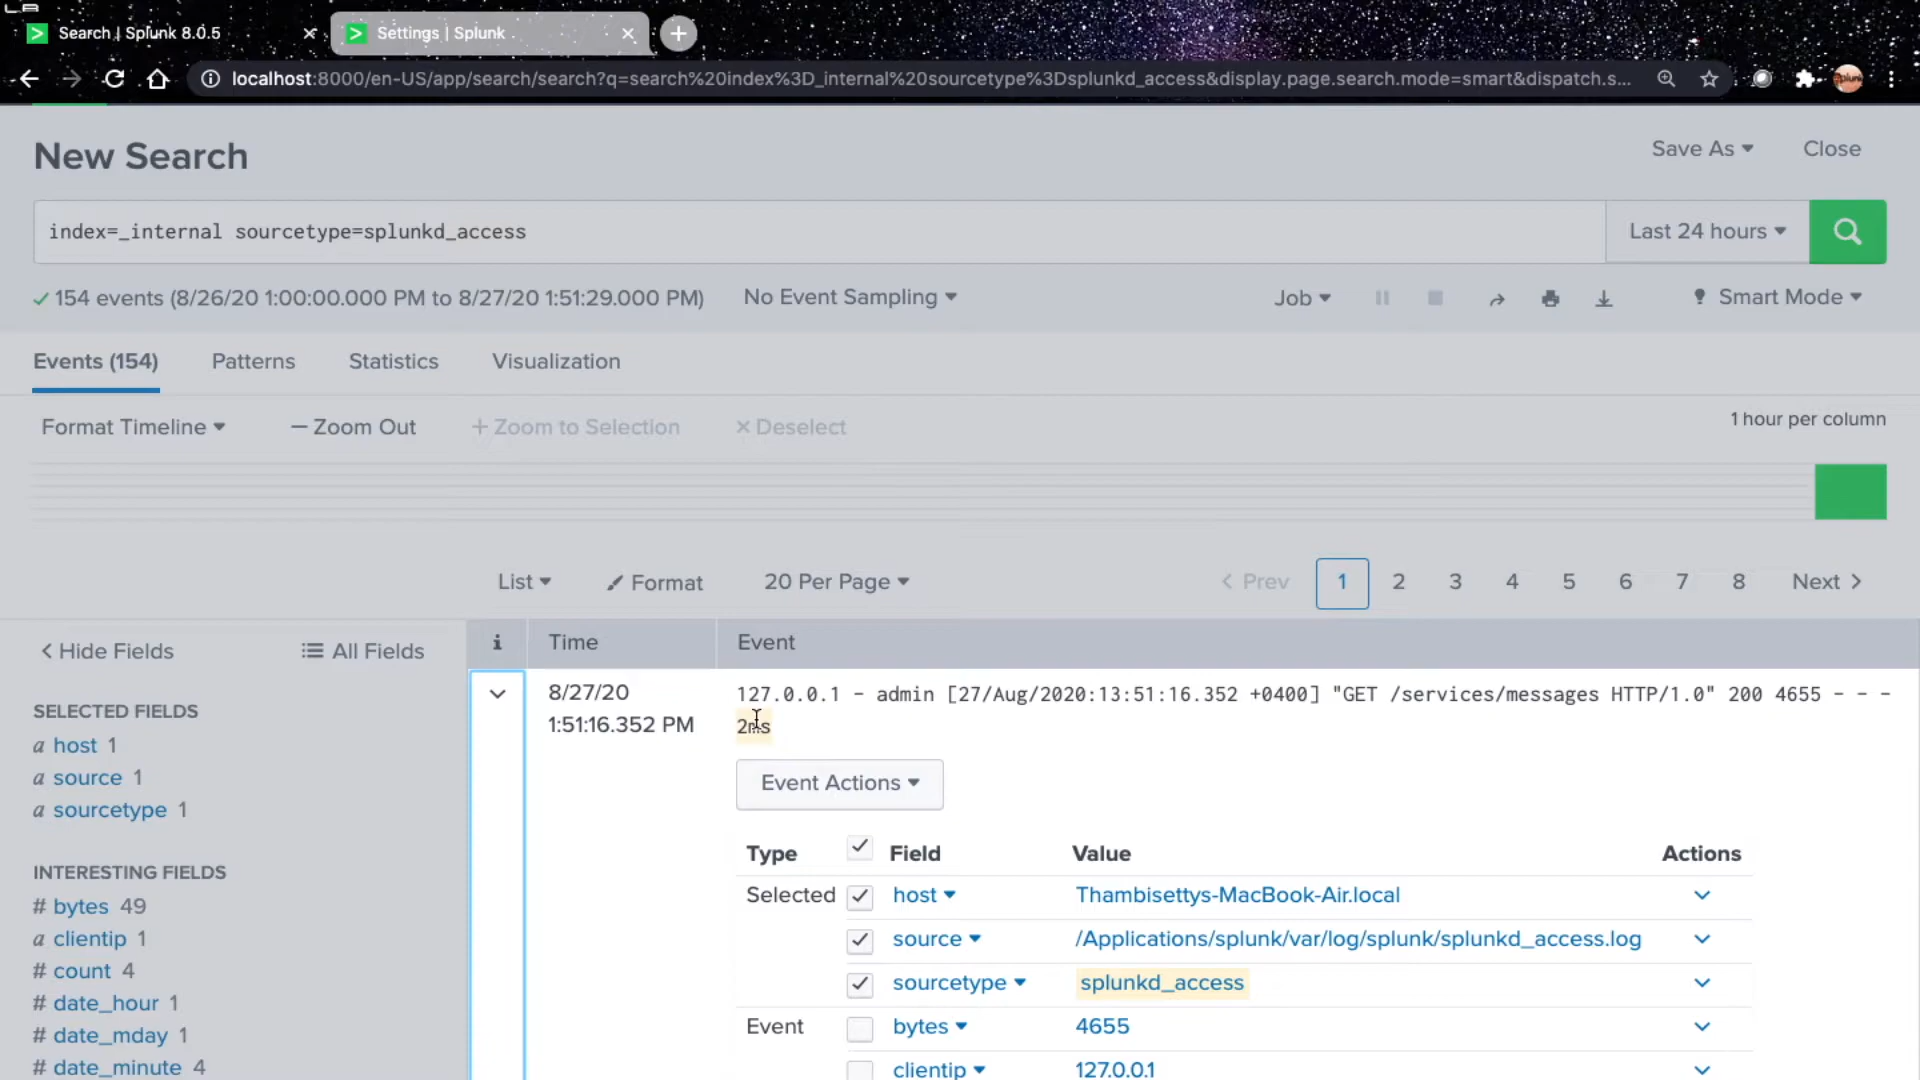 Search | Splunk 8.0.5
Settings | Splunk
localhost:8000/en-US/app/search/search?q=search%20index%3D_internal%20sourcetype%3Dsplunkd_access&display.page.search.mode=smart&dispatch.s...
New Search
Save As
Close
index=_internal sourcetype=splunkd_access
Last 24 hours
154 events (8/26/20 1:00:00.000 PM to 8/27/20 1:51:29.000 PM)
No Event Sampling
Job
Smart Mode
Events (154)
Patterns
Statistics
Visualization
Format Timeline
— Zoom Out
+ Zoom to Selection
× Deselect
1 hour per column
List
Format
20 Per Page
< Prev
1
2
3
4
5
6
7
8
Next >
< Hide Fields
All Fields
i
Time
Event
SELECTED FIELDS
a host 1
a source 1
a sourcetype 1
INTERESTING FIELDS
# bytes 49
a clientip 1
# count 4
# date_hour 1
# date_mday 1
# date_minute 4
8/27/20
1:51:16.352 PM
127.0.0.1 - admin [27/Aug/2020:13:51:16.352 +0400] "GET /services/messages HTTP/1.0" 200 4655 - - -
2ms
Event Actions
Type
Field
Value
Actions
Selected
host
Thambisettys-MacBook-Air.local
source
/Applications/splunk/var/log/splunk/splunkd_access.log
sourcetype
splunkd_access
Event
bytes
4655
clientip
127.0.0.1